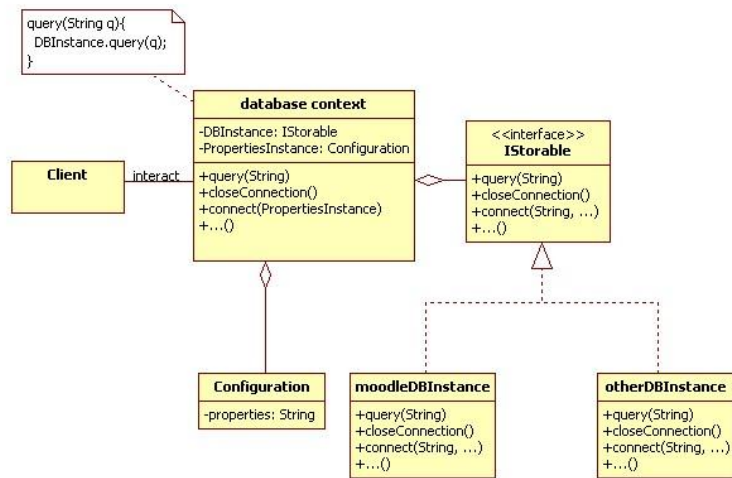 query(String q){
DBInstance.query(q);
}
database context
-DBInstance: IStorable
-PropertiesInstance: Configuration
+query(String)
+closeConnection()
+connect(PropertiesInstance)
+...()
Client
interact
<<interface>>
IStorable
+query(String)
+closeConnection()
+connect(String, ...)
+...()
Configuration
-properties: String
moodleDBInstance
+query(String)
+closeConnection()
+connect(String, ...)
+...()
otherDBInstance
+query(String)
+closeConnection()
+connect(String, ...)
+...()